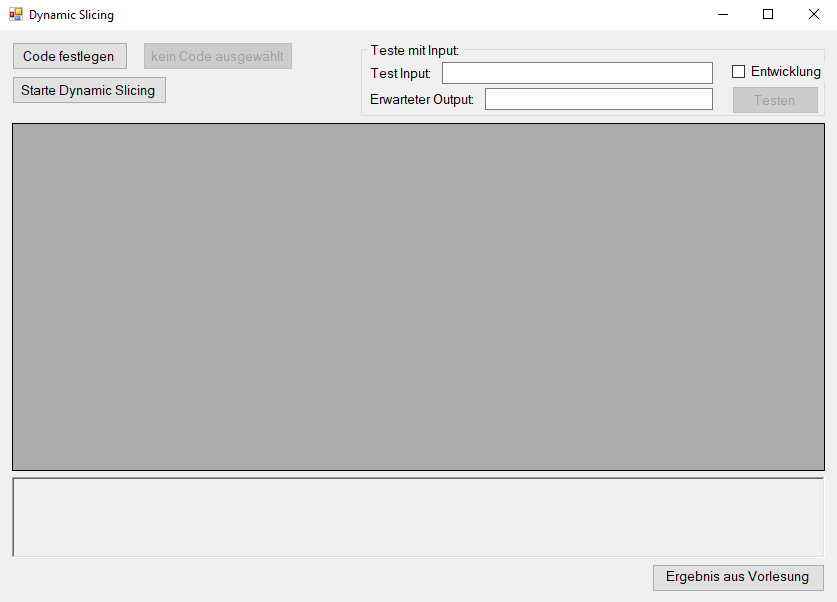 Dynamic Slicing
Code festlegen
kein Code ausgewählt
Starte Dynamic Slicing
Teste mit Input:
Test Input:
Entwicklung
Erwarteter Output:
Testen
Ergebnis aus Vorlesung